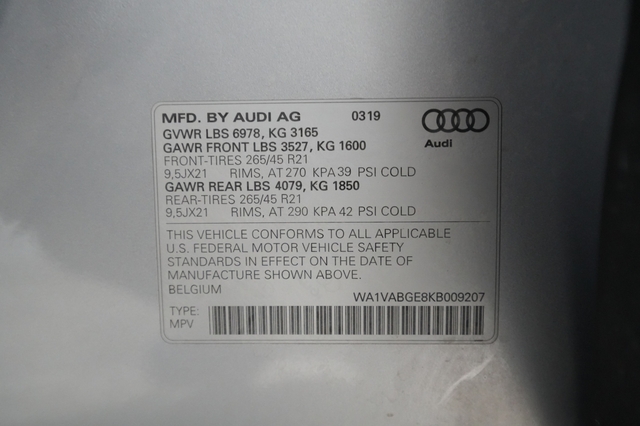 MFD. BY AUDI AG 0319
GVWR LBS 6978, KG 3165
GAWR FRONT LBS 3527, KG 1600
FRONT-TIRES 265/45 R21
9,5JX21 RIMS, AT 270 KPA 39 PSI COLD
GAWR REAR LBS 4079, KG 1850
REAR-TIRES 265/45 R21
9,5JX21 RIMS, AT 290 KPA 42 PSI COLD
Audi
THIS VEHICLE CONFORMS TO ALL APPLICABLE
U.S. FEDERAL MOTOR VEHICLE SAFETY
STANDARDS IN EFFECT ON THE DATE OF
MANUFACTURE SHOWN ABOVE.
BELGIUM WA1VABGE8KB009207
TYPE:
MPV